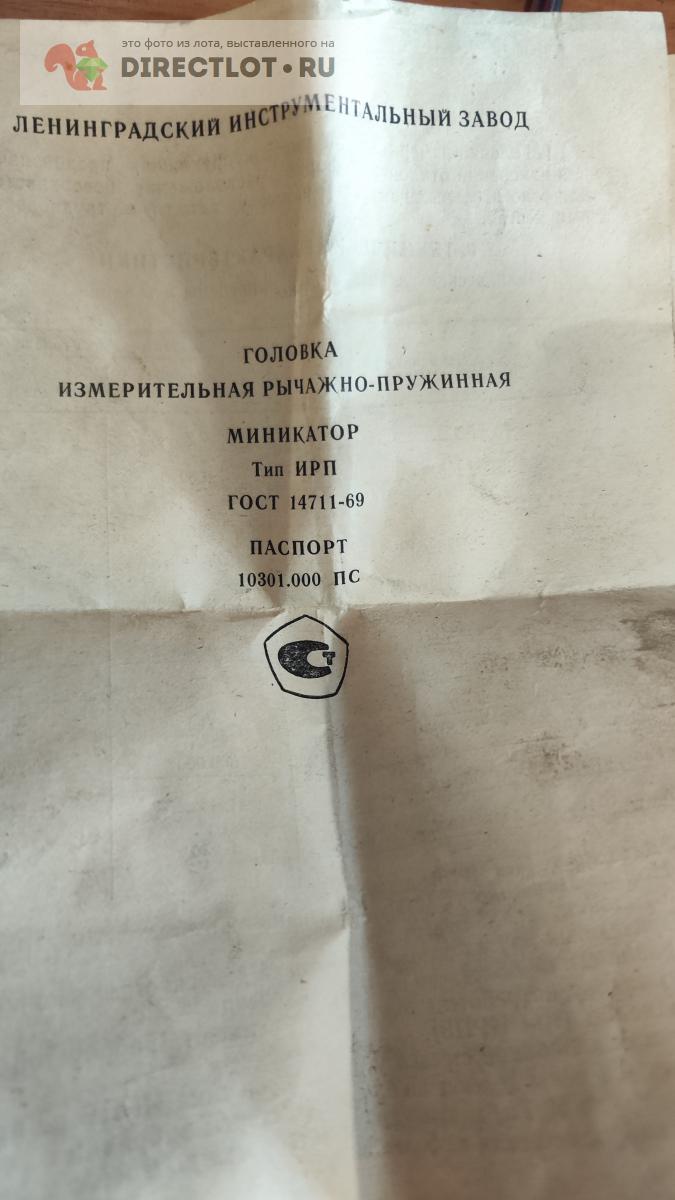 это фото из лота, выставленного на
DIRECTLOT.RU
ЛЕНИНГРАДСКИЙ ИНСТРУМЕНТАЛЬНЫЙ ЗАВОД
ГОЛОВКА
ИЗМЕРИТЕЛЬНАЯ РЫЧАЖНО-ПРУЖИННАЯ
МИНИКАТОР
Тип ИРП
ГОСТ 14711-69
ПАСПОРТ
10301.000 ПС